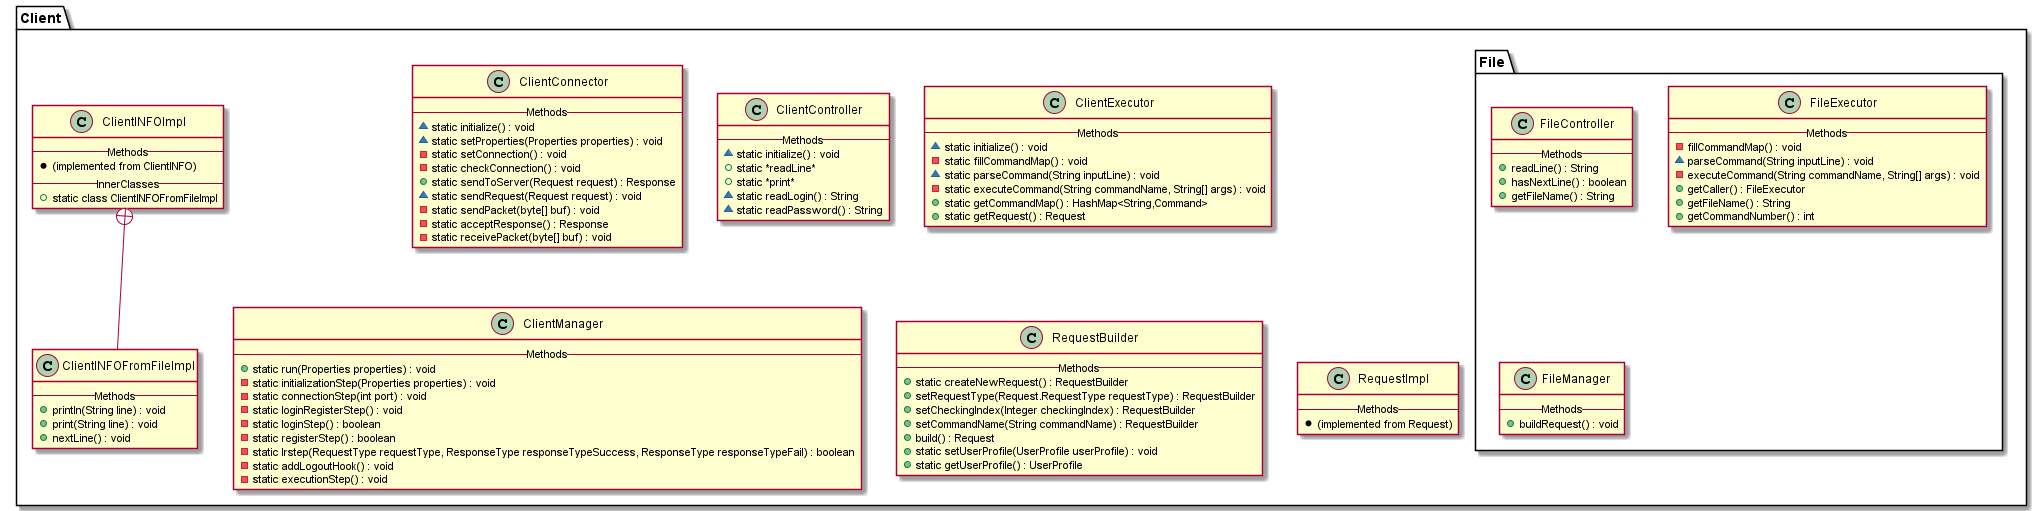 Client
C ClientINFOImpl
Methods
(implemented from ClientINFO)
InnerClasses
static class ClientINFOFromFileImpl
C ClientConnector
Methods
static initialize() : void
static setProperties(Properties properties) : void
static setConnection() : void
static checkConnection() : void
static sendToServer(Request request) : Response
static sendRequest(Request request) : void
static sendPacket(byte[] buf) : void
static acceptResponse() : Response
static receivePacket(byte[] buf) : void
C ClientController
Methods
static initialize() : void
static *readLine*
static *print*
static readLogin() : String
static readPassword() : String
C ClientExecutor
Methods
static initialize() : void
static fillCommandMap() : void
static parseCommand(String inputLine) : void
static executeCommand(String commandName, String[] args) : void
static getCommandMap() : HashMap<String,Command>
static getRequest() : Request
File
C FileController
Methods
readLine() : String
hasNextLine() : boolean
getFileName() : String
C FileExecutor
Methods
fillCommandMap() : void
parseCommand(String inputLine) : void
executeCommand(String commandName, String[] args) : void
getCaller() : FileExecutor
getFileName() : String
getCommandNumber() : int
C ClientINFOFromFileImpl
Methods
println(String line) : void
print(String line) : void
nextLine() : void
C ClientManager
Methods
static run(Properties properties) : void
static initializationStep(Properties properties) : void
static connectionStep(int port) : void
static loginRegisterStep() : void
static loginStep() : boolean
static registerStep() : boolean
static lrstep(RequestType requestType, ResponseType responseTypeSuccess, ResponseType responseTypeFail) : boolean
static addLogoutHook() : void
static executionStep() : void
C RequestBuilder
Methods
static createNewRequest() : RequestBuilder
setRequestType(Request.RequestType requestType) : RequestBuilder
setCheckingIndex(Integer checkingIndex) : RequestBuilder
setCommandName(String commandName) : RequestBuilder
build() : Request
static setUserProfile(UserProfile userProfile) : void
static getUserProfile() : UserProfile
C RequestImpl
Methods
(implemented from Request)
C FileManager
Methods
buildRequest() : void